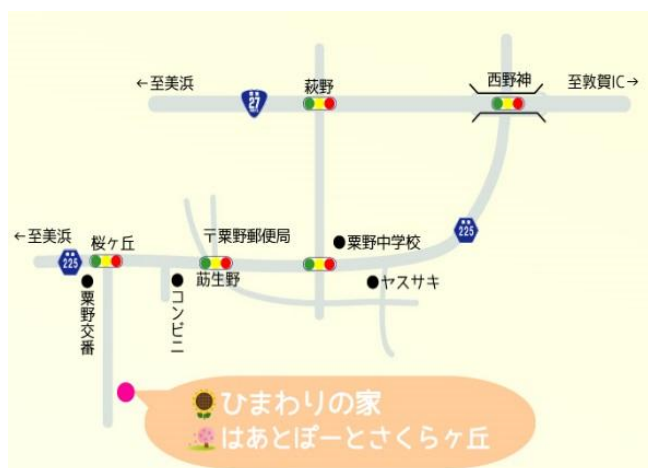 ←至美浜
萩野
西野神
至敦賀IC→
27
225
←至美浜
225
桜ヶ丘
〒粟野郵便局
粟野中学校
莇生野
ヤスサキ
粟野交番
コンビニ
ひまわりの家
はあとぽーとさくらヶ丘